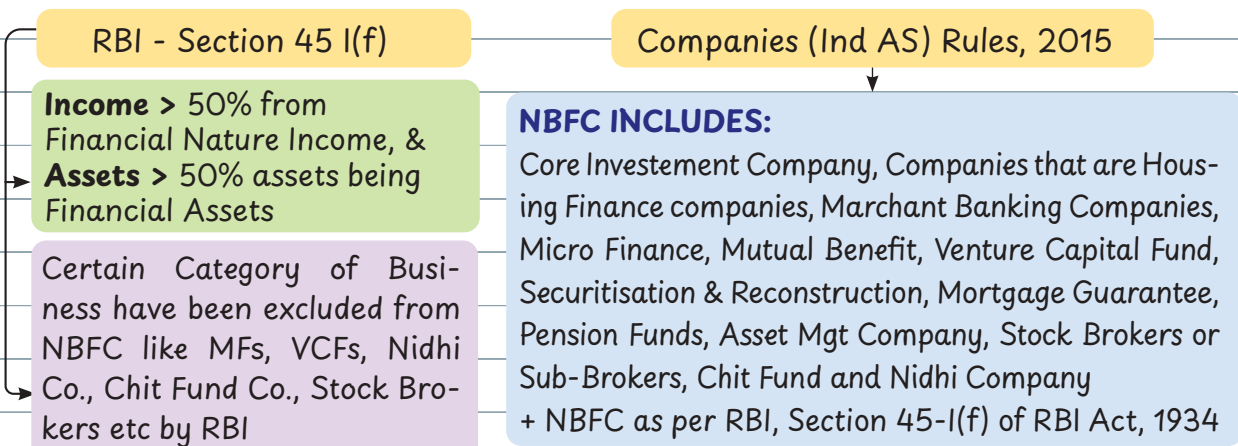 RBI - Section 45 I(f)
Income > 50% from
Financial Nature Income, &
Assets > 50% assets being
Financial Assets
Certain Category of Busi-
ness have been excluded from
NBFC like MFs, VCFs, Nidhi
Co., Chit Fund Co., Stock Bro-
kers etc by RBI
Companies (Ind AS) Rules, 2015
NBFC INCLUDES:
Core Investement Company, Companies that are Hous-
ing Finance companies, Marchant Banking Companies,
Micro Finance, Mutual Benefit, Venture Capital Fund,
Securitisation & Reconstruction, Mortgage Guarantee,
Pension Funds, Asset Mgt Company, Stock Brokers or
Sub-Brokers, Chit Fund and Nidhi Company
+ NBFC as per RBI, Section 45-I(f) of RBI Act, 1934